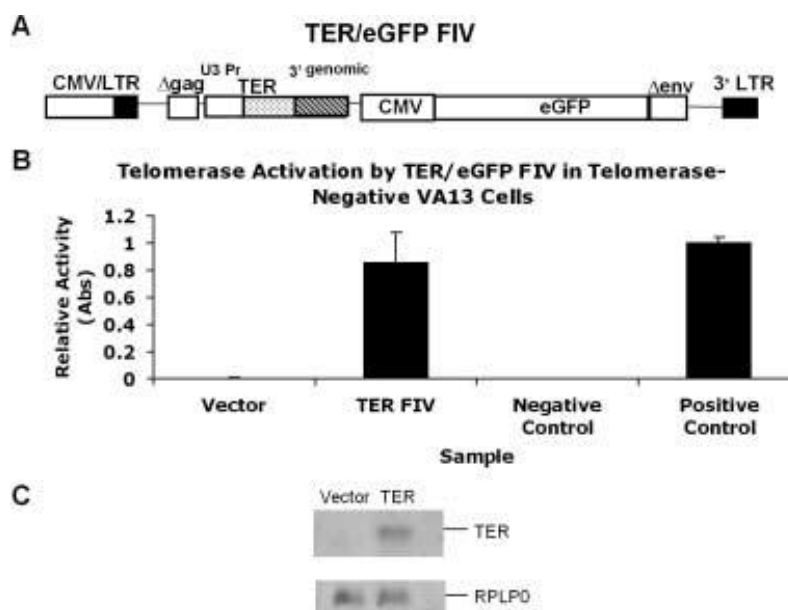 A
TER/eGFP FIV
CMV/LTR Δgag U3 Pr TER 3' genomic Δenv 3' LTR
CMV eGFP
B
Telomerase Activation by TER/eGFP FIV in Telomerase-
Negative VA13 Cells
Relative Activity
(Abs)
1.2
1
0.8
0.6
0.4
0.2
0
Vector TER FIV Negative Control Positive Control
Sample
C
Vector TER
TER
RPLP0